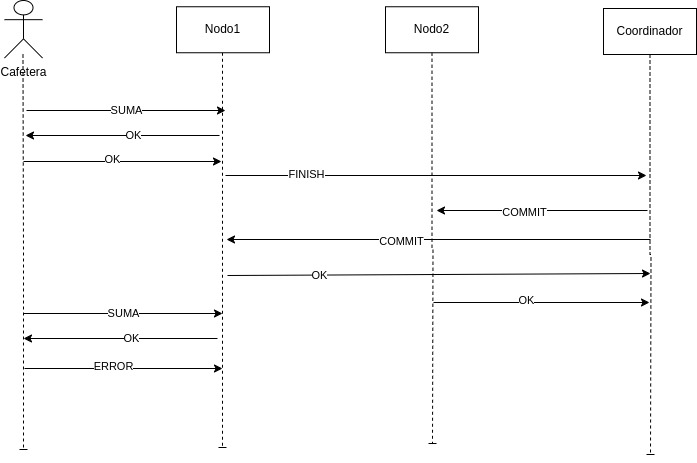 Nodo1
Nodo2
Coordinador
Cafetera
SUMA
OK
OK
FINISH
COMMIT
COMMIT
OK
OK
SUMA
OK
ERROR